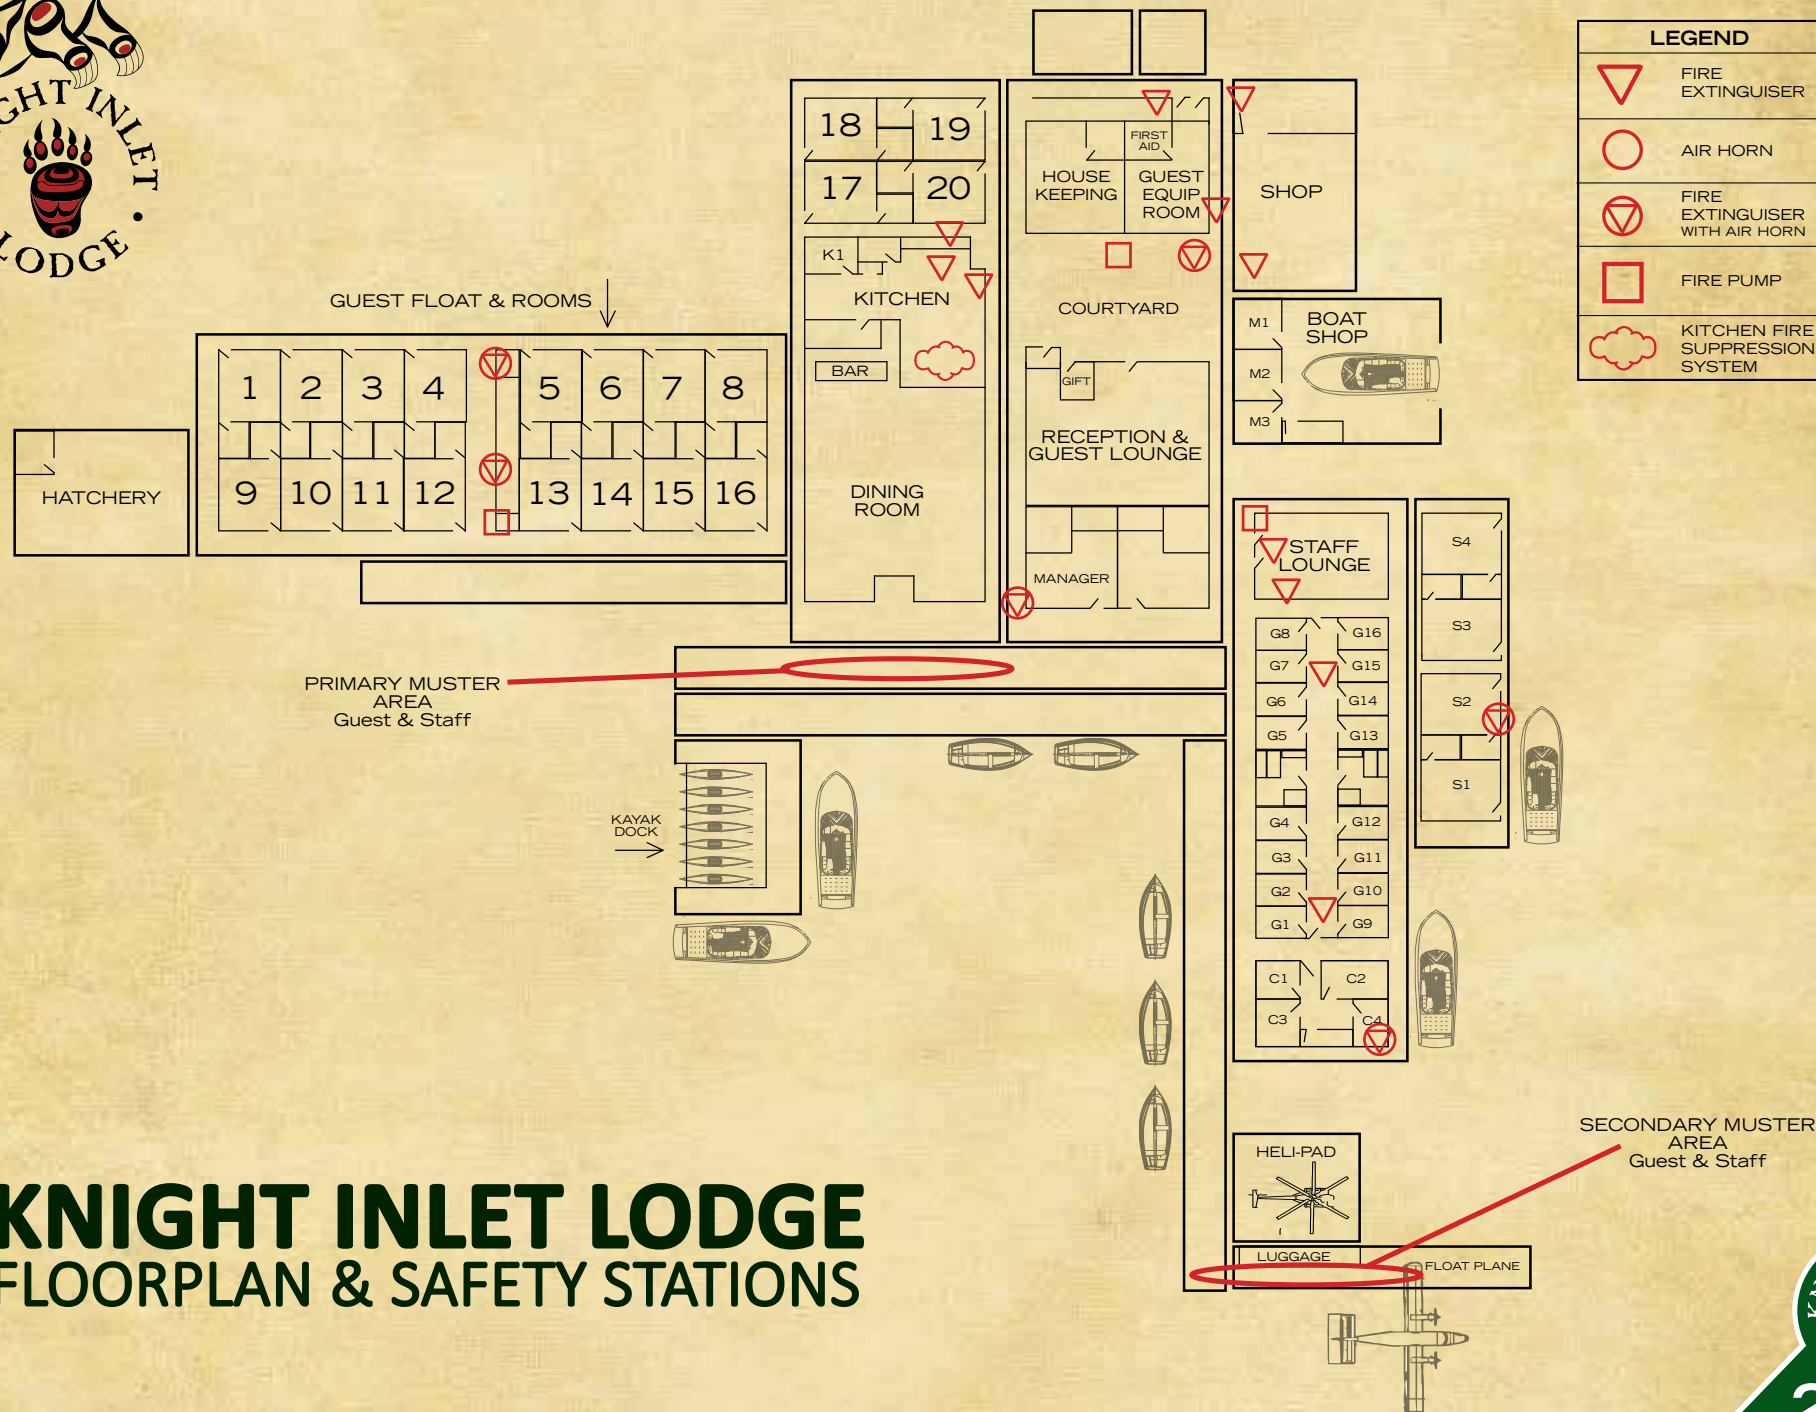 GHT INLET
LODGE
LEGEND
FIRE
EXTINGUISER
AIR HORN
FIRE
EXTINGUISER
WITH AIR HORN
FIRE PUMP
KITCHEN FIRE
SUPPRESSION
SYSTEM
18
19
17
20
K1
KITCHEN
BAR
DINING
ROOM
FIRST
AID
HOUSE
KEEPING
GUEST
EQUIP
ROOM
COURTYARD
GIFT
RECEPTION &
GUEST LOUNGE
MANAGER
SHOP
M1
M2
M3
BOAT
SHOP
GUEST FLOAT & ROOMS
1
2
3
4
5
6
7
8
9
10
11
12
13
14
15
16
HATCHERY
STAFF
LOUNGE
G8
G16
G7
G15
G6
G14
G5
G13
G4
G12
G3
G11
G2
G10
G1
G9
C1
C2
C3
C4
S4
S3
S2
S1
PRIMARY MUSTER
AREA
Guest & Staff
KAYAK
DOCK
SECONDARY MUSTER
AREA
Guest & Staff
HELI-PAD
LUGGAGE
FLOAT PLANE
KNIGHT INLET LODGE
FLOORPLAN & SAFETY STATIONS